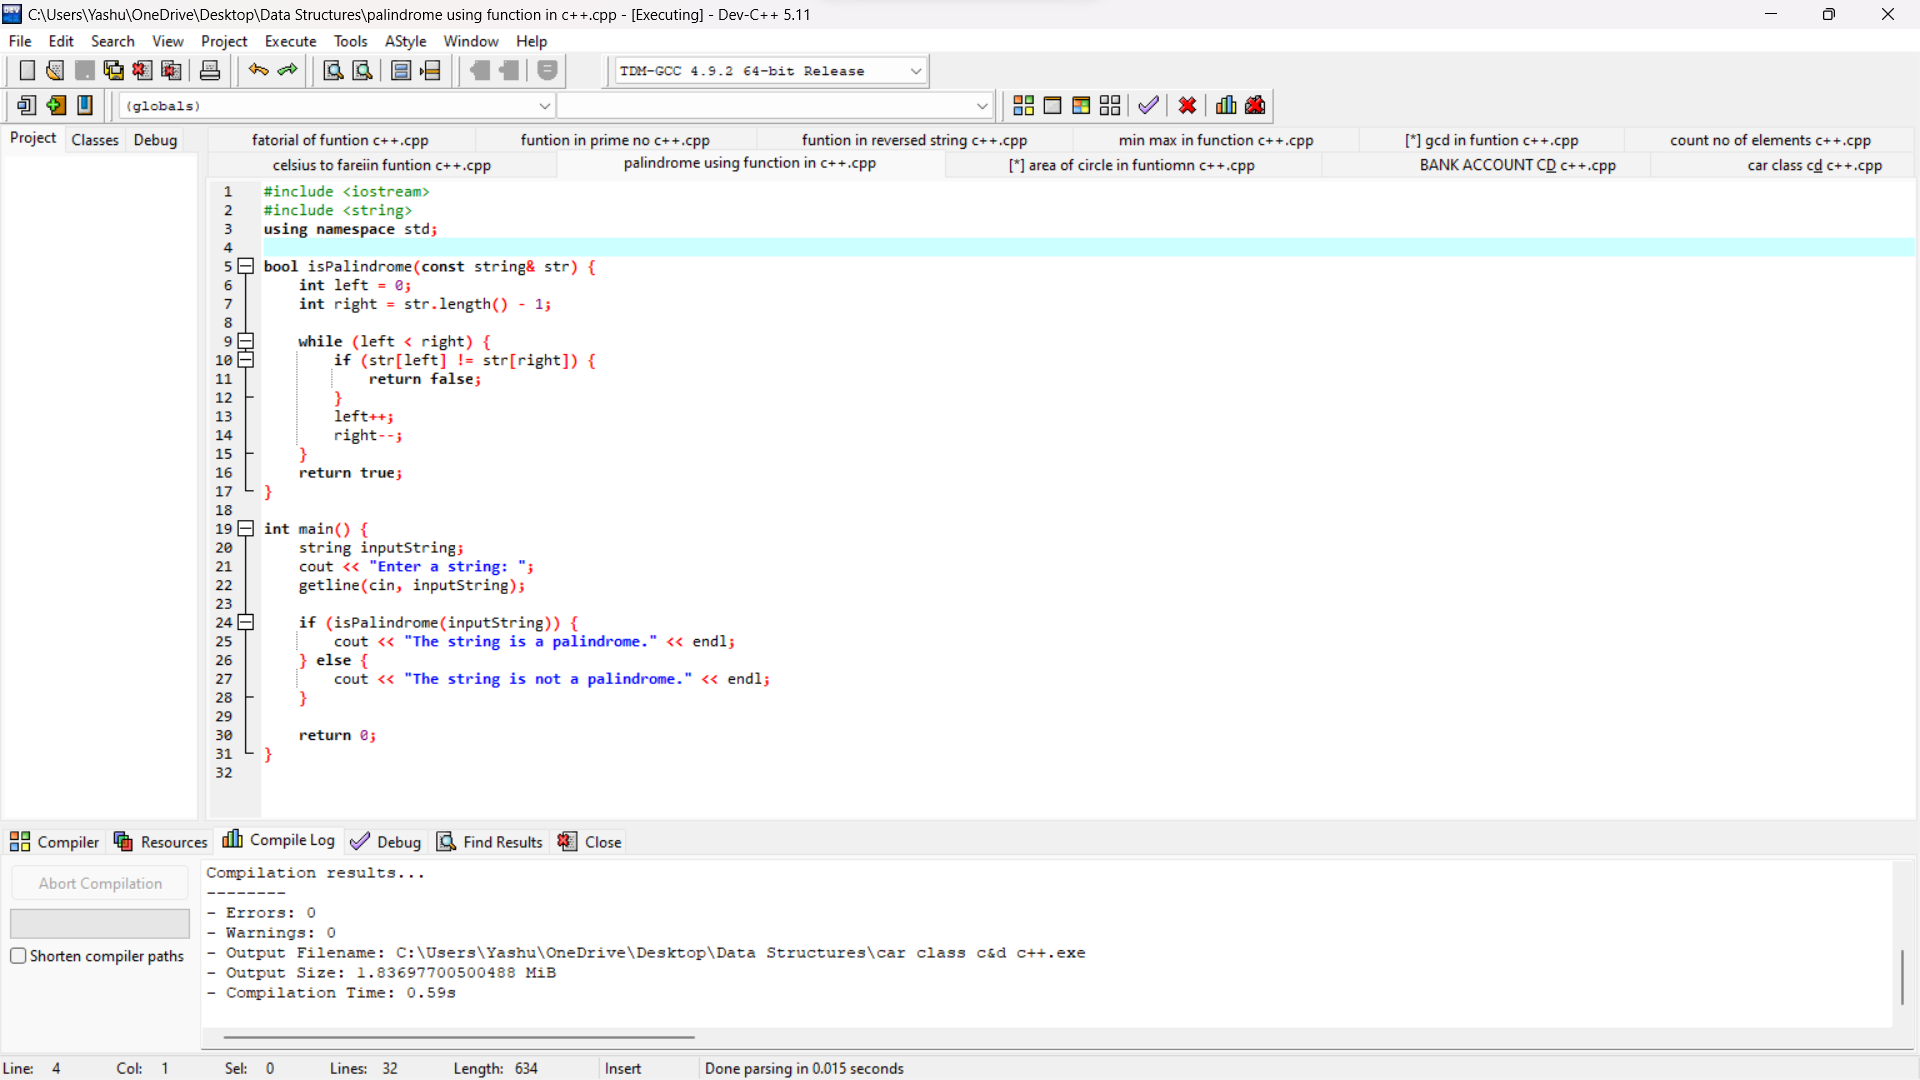 C:\Users\Yashu\OneDrive\Desktop\Data Structures\palindrome using function in c++.cpp - [Executing] - Dev-C++ 5.11
File Edit Search View Project Execute Tools AStyle Window Help
TDM-GCC 4.9.2 64-bit Release
(globals)
Project Classes Debug
fatorial of funtion c++.cpp funtion in prime no c++.cpp funtion in reversed string c++.cpp min max in function c++.cpp [*] gcd in funtion c++.cpp count no of elements c++.cpp
celsius to fareiin funtion c++.cpp palindrome using function in c++.cpp [*] area of circle in funtiomn c++.cpp BANK ACCOUNT CD c++.cpp car class cd c++.cpp
1 #include <iostream>
2 #include <string>
3 using namespace std;
4
5 bool isPalindrome(const string& str) {
6 int left = 0;
7 int right = str.length() - 1;
8
9 while (left < right) {
10 if (str[left] != str[right]) {
11 return false;
12 }
13 left++;
14 right--;
15 }
16 return true;
17 }
18
19 int main() {
20 string inputString;
21 cout << "Enter a string: ";
22 getline(cin, inputString);
23
24 if (isPalindrome(inputString)) {
25 cout << "The string is a palindrome." << endl;
26 } else {
27 cout << "The string is not a palindrome." << endl;
28 }
29
30 return 0;
31 }
32
Compiler Resources Compile Log Debug Find Results Close
Abort Compilation
Shorten compiler paths
Compilation results...
--------
- Errors: 0
- Warnings: 0
- Output Filename: C:\Users\Yashu\OneDrive\Desktop\Data Structures\car class c&d c++.exe
- Output Size: 1.83697700500488 MiB
- Compilation Time: 0.59s
Line: 4 Col: 1 Sel: 0 Lines: 32 Length: 634 Insert Done parsing in 0.015 seconds